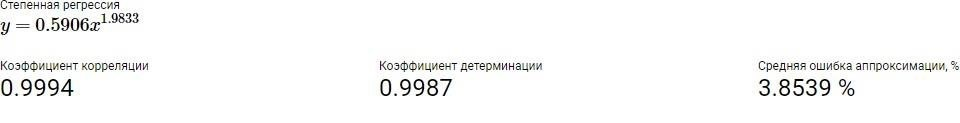 Степенная регрессия
y = 0.5906x^1.9833
Коэффициент корреляции
0.9994
Коэффициент детерминации
0.9987
Средняя ошибка аппроксимации, %
3.8539 %